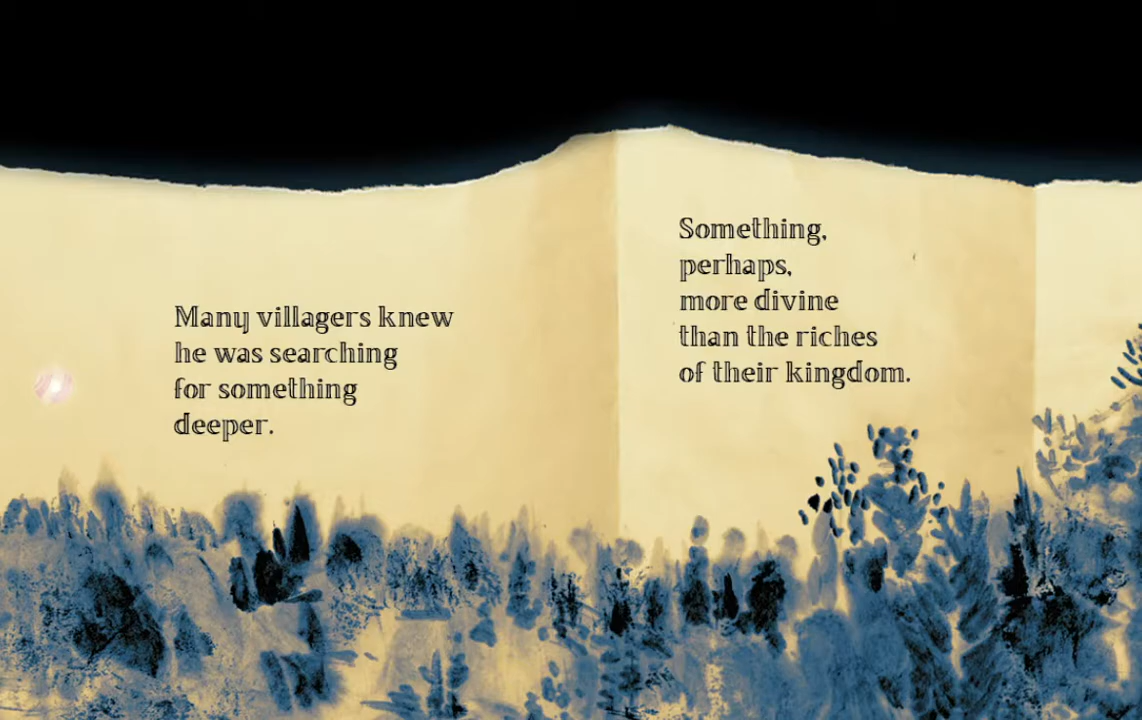 Many villagers knew
he was searching
for something
deeper.
Something,
perhaps,
more divine
than the riches
of their kingdom.